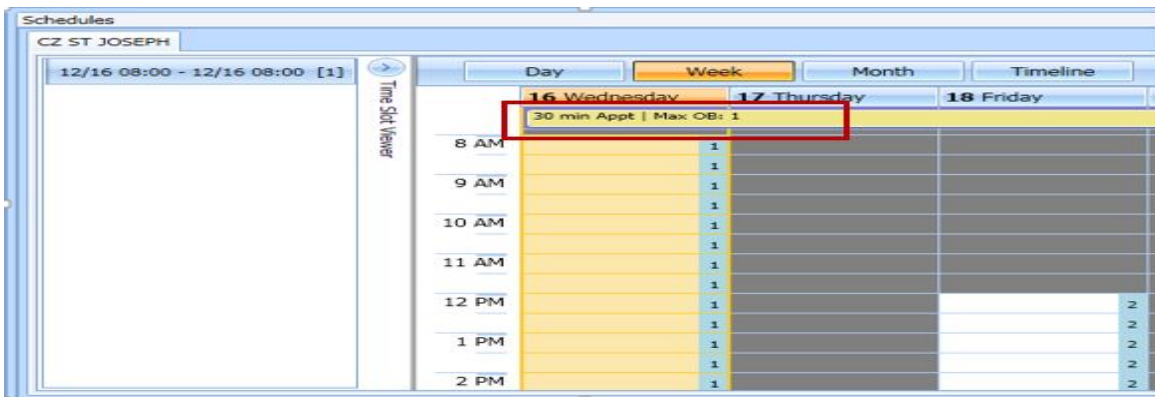 Schedules
CZ ST JOSEPH
12/16 08:00 - 12/16 08:00 [1]
Time Slot Viewer
Day Week Month Timeline
16 Wednesday 17 Thursday 18 Friday
30 min Appt | Max OB: 1
8 AM 1
1
9 AM 1
1
10 AM 1
1
11 AM 1
1
12 PM 1 2
1 2
1 PM 1 2
1 2
2 PM 1 2